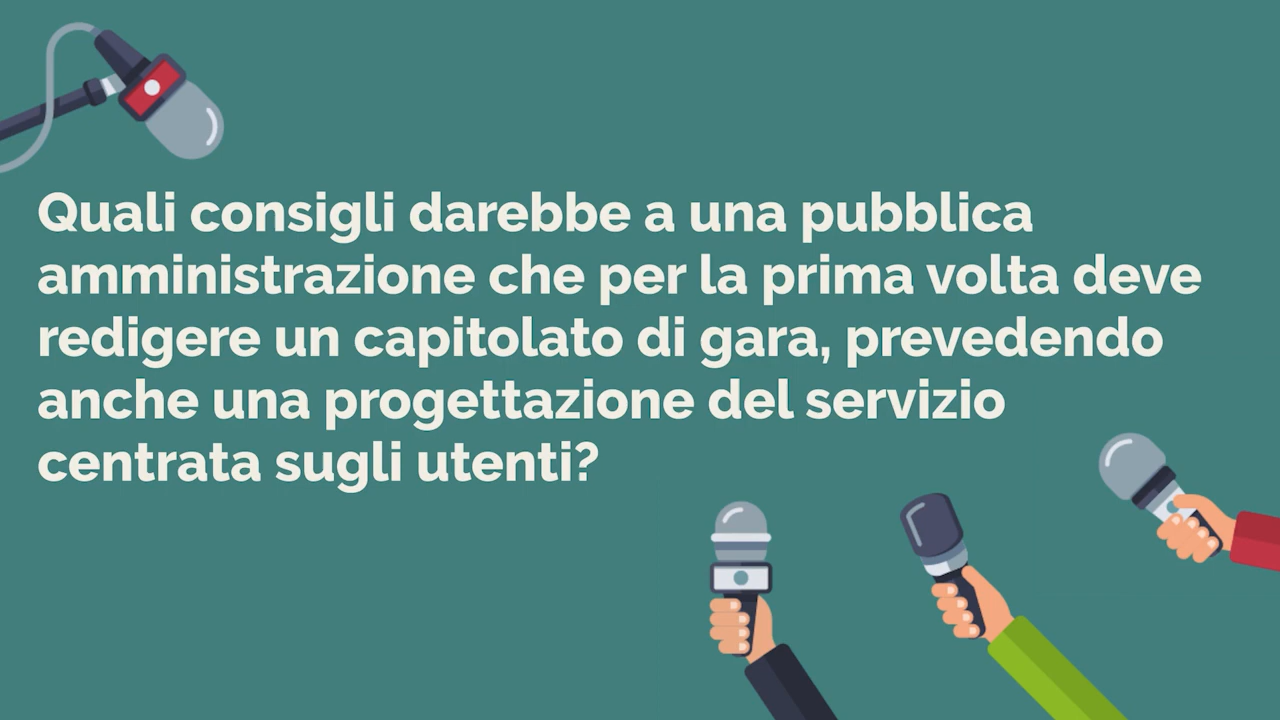 Quali consigli darebbe a una pubblica
amministrazione che per la prima volta deve
redigere un capitolato di gara, prevedendo
anche una progettazione del servizio
centrata sugli utenti?